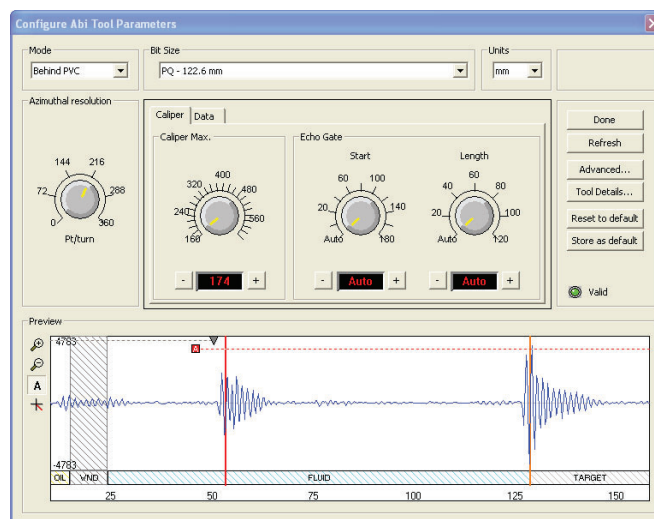 Configure Abi Tool Parameters
Mode
Behind PVC
Bit Size
PQ - 122.6 mm
Units
mm
Azimuthal resolution
0
72
144
216
288
360
Pt/turn
Caliper
Data
Caliper Max.
160
240
320
400
480
560
- 174 +
Echo Gate
Start
Auto
20
60
100
140
180
- Auto +
Length
Auto
20
40
60
80
100
120
- Auto +
Done
Refresh
Advanced...
Tool Details...
Reset to default
Store as default
Valid
Preview
A
4783
A
-4783
OIL WND FLUID TARGET
25 50 75 100 125 150